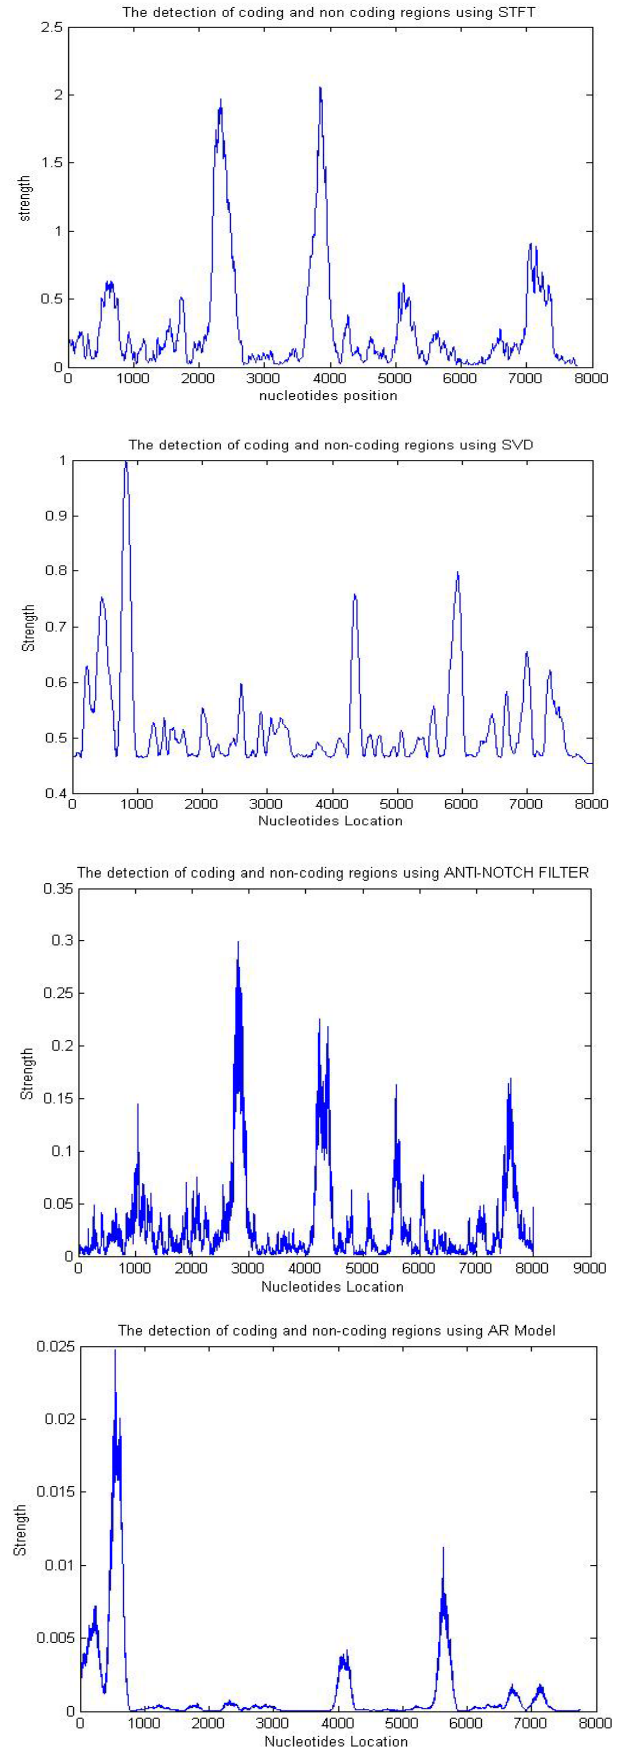 The detection of coding and non coding regions using STFT
2.5
2
1.5
1
0.5
0
strength
0 1000 2000 3000 4000 5000 6000 7000 8000
nucleotides position
The detection of coding and non-coding regions using SVD
1
0.9
0.8
0.7
0.6
0.5
0.4
Strength
0 1000 2000 3000 4000 5000 6000 7000 8000
Nucleotides Location
The detection of coding and non-coding regions using ANTI-NOTCH FILTER
0.35
0.3
0.25
0.2
0.15
0.1
0.05
0
Strength
0 1000 2000 3000 4000 5000 6000 7000 8000 9000
Nucleotides Location
The detection of coding and non-coding regions using AR Model
0.025
0.02
0.015
0.01
0.005
0
Strength
0 1000 2000 3000 4000 5000 6000 7000 8000
Nucleotides Location